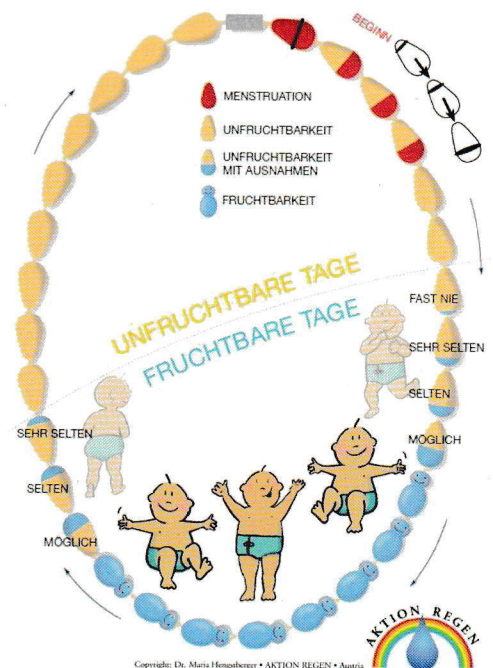 BEGINN
MENSTRUATION
UNFRUCHTBARKEIT
UNFRUCHTBARKEIT
MIT AUSNAHMEN
FRUCHTBARKEIT
UNFRUCHTBARE TAGE
FRUCHTBARE TAGE
FAST NIE
SEHR SELTEN
SELTEN
MÖGLICH
SEHR SELTEN
SELTEN
MÖGLICH
AKTION REGEN
Copyright: Dr. Maria Hengstberger • AKTION REGEN • Austria